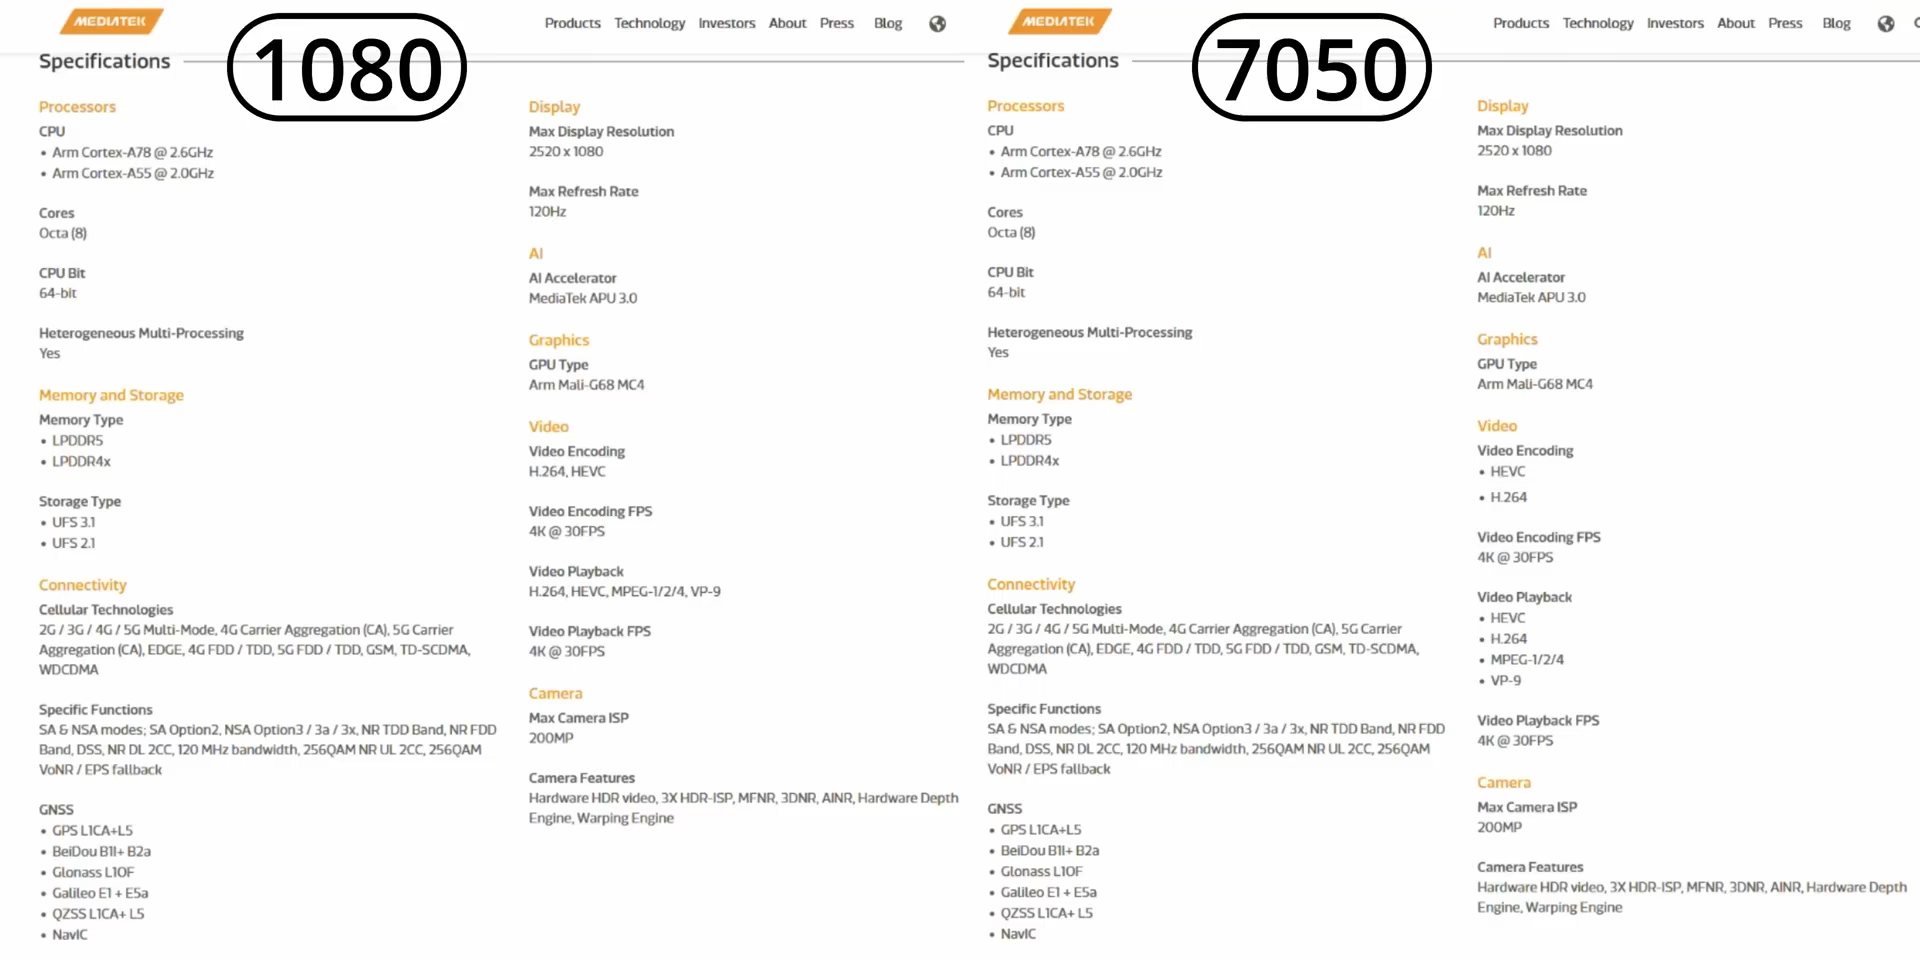 MEDIATEK
1080
Products Technology Investors About Press Blog
Specifications
Processors
CPU
• Arm Cortex-A78 @ 2.6GHz
• Arm Cortex-A55 @ 2.0GHz
Cores
Octa (8)
CPU Bit
64-bit
Heterogeneous Multi-Processing
Yes
Memory and Storage
Memory Type
• LPDDR5
• LPDDR4x
Storage Type
• UFS 3.1
• UFS 2.1
Connectivity
Cellular Technologies
2G / 3G / 4G / 5G Multi-Mode, 4G Carrier Aggregation (CA), 5G Carrier
Aggregation (CA), EDGE, 4G FDD / TDD, 5G FDD / TDD, GSM, TD-SCDMA,
WDCDMA
Specific Functions
SA & NSA modes; SA Option2, NSA Option3 / 3a / 3x, NR TDD Band, NR FDD
Band, DSS, NR DL 2CC, 120 MHz bandwidth, 256QAM NR UL 2CC, 256QAM
VoNR / EPS fallback
GNSS
• GPS L1CA+L5
• BeiDou B1I+ B2a
• Glonass L1OF
• Galileo E1 + E5a
• QZSS L1CA+ L5
• NavIC
Display
Max Display Resolution
2520 x 1080
Max Refresh Rate
120Hz
AI
AI Accelerator
MediaTek APU 3.0
Graphics
GPU Type
Arm Mali-G68 MC4
Video
Video Encoding
H.264, HEVC
Video Encoding FPS
4K @ 30FPS
Video Playback
H.264, HEVC, MPEG-1/2/4, VP-9
Video Playback FPS
4K @ 30FPS
Camera
Max Camera ISP
200MP
Camera Features
Hardware HDR video, 3X HDR-ISP, MFNR, 3DNR, AINR, Hardware Depth
Engine, Warping Engine
MEDIATEK
7050
Products Technology Investors About Press Blog
Specifications
Processors
CPU
• Arm Cortex-A78 @ 2.6GHz
• Arm Cortex-A55 @ 2.0GHz
Cores
Octa (8)
CPU Bit
64-bit
Heterogeneous Multi-Processing
Yes
Memory and Storage
Memory Type
• LPDDR5
• LPDDR4x
Storage Type
• UFS 3.1
• UFS 2.1
Connectivity
Cellular Technologies
2G / 3G / 4G / 5G Multi-Mode, 4G Carrier Aggregation (CA), 5G Carrier
Aggregation (CA), EDGE, 4G FDD / TDD, 5G FDD / TDD, GSM, TD-SCDMA,
WDCDMA
Specific Functions
SA & NSA modes; SA Option2, NSA Option3 / 3a / 3x, NR TDD Band, NR FDD
Band, DSS, NR DL 2CC, 120 MHz bandwidth, 256QAM NR UL 2CC, 256QAM
VoNR / EPS fallback
GNSS
• GPS L1CA+L5
• BeiDou B1I+ B2a
• Glonass L1OF
• Galileo E1 + E5a
• QZSS L1CA+ L5
• NavIC
Display
Max Display Resolution
2520 x 1080
Max Refresh Rate
120Hz
AI
AI Accelerator
MediaTek APU 3.0
Graphics
GPU Type
Arm Mali-G68 MC4
Video
Video Encoding
• HEVC
• H.264
Video Encoding FPS
4K @ 30FPS
Video Playback
• HEVC
• H.264
• MPEG-1/2/4
• VP-9
Video Playback FPS
4K @ 30FPS
Camera
Max Camera ISP
200MP
Camera Features
Hardware HDR video, 3X HDR-ISP, MFNR, 3DNR, AINR, Hardware Depth
Engine, Warping Engine